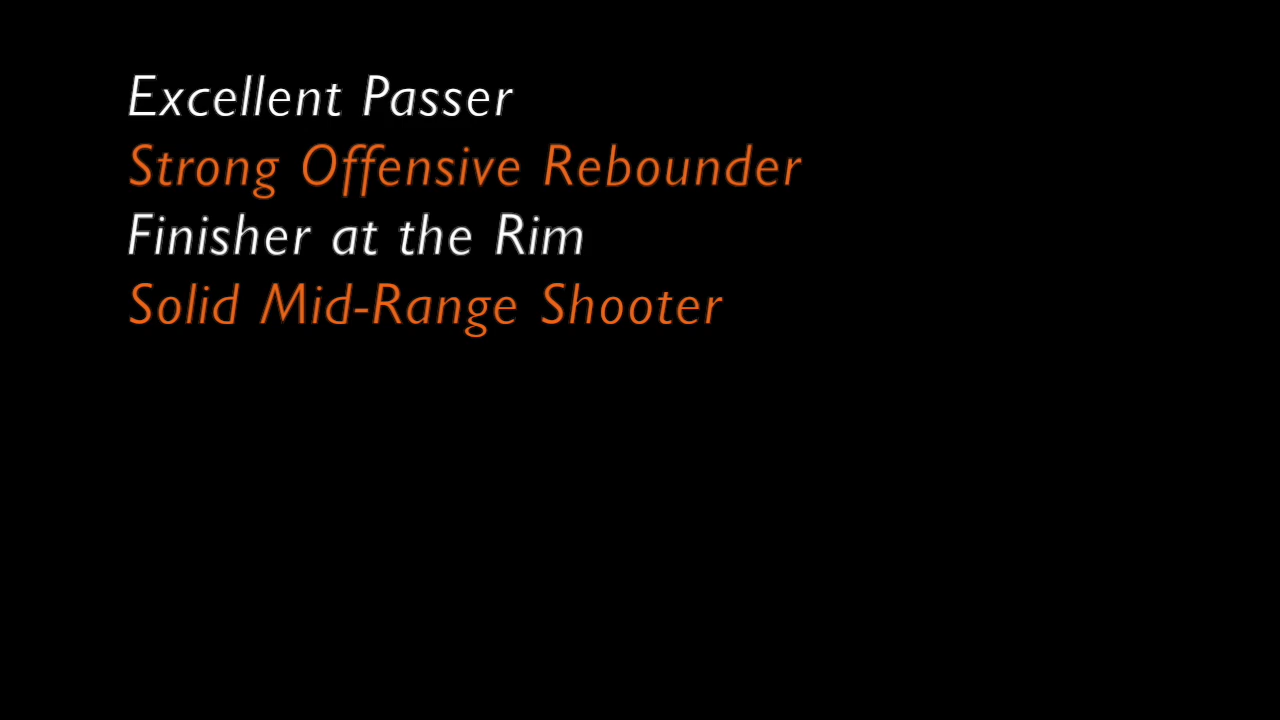 Excellent Passer
Strong Offensive Rebounder
Finisher at the Rim
Solid Mid-Range Shooter